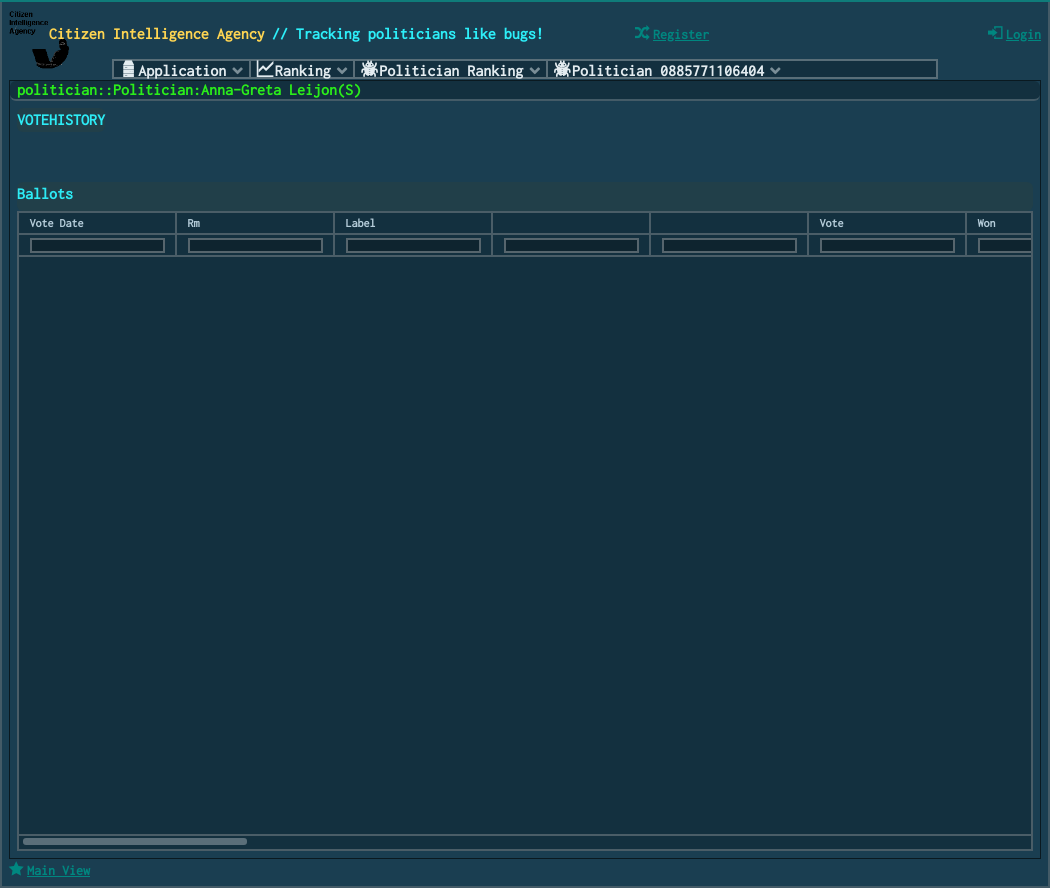 Citizen
Intelligence
Agency
Citizen Intelligence Agency // Tracking politicians like bugs!
Register
Login
Application
Ranking
Politician Ranking
Politician 0885771106404
politician::Politician:Anna-Greta Leijon(S)
VOTEHISTORY
Ballots
Vote Date
Rm
Label
Vote
Won
Main View